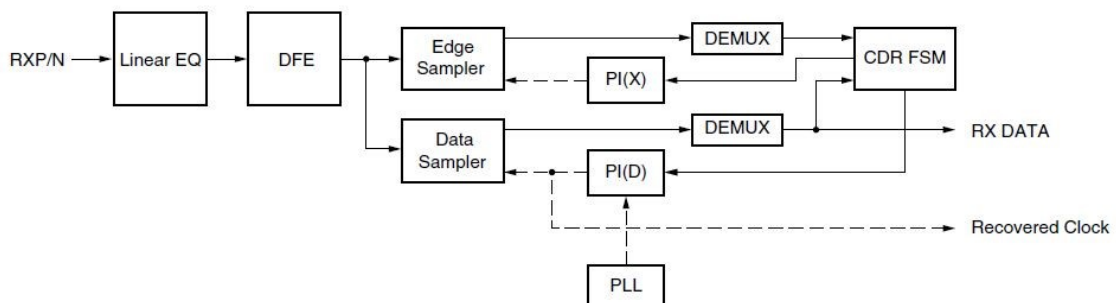 RXP/N
Linear EQ
DFE
Edge
Sampler
DEMUX
CDR FSM
PI(X)
Data
Sampler
DEMUX
RX DATA
PI(D)
Recovered Clock
PLL